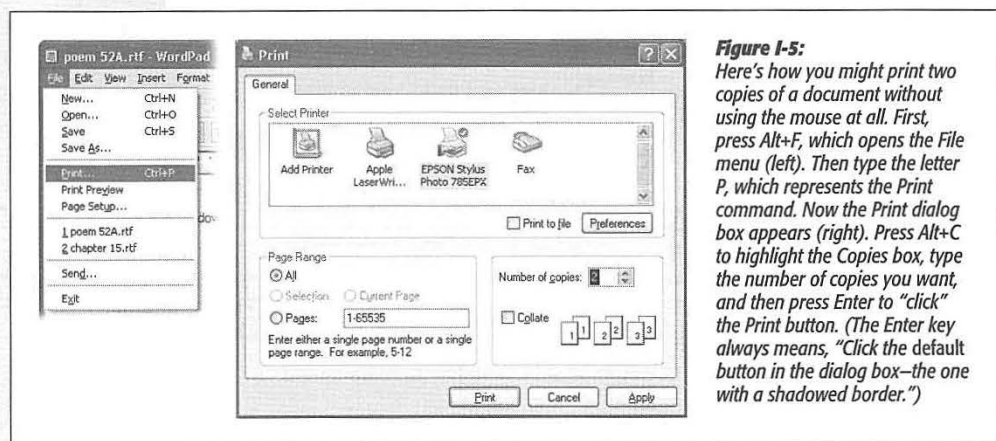 poem 52A.rtf - WordPad
File Edit View Insert Format
New... Ctrl+N
Open... Ctrl+O
Save Ctrl+S
Save As...
Print... Ctrl+P
Print Preview
Page Setup...
1 poem 52A.rtf
2 chapter 15.rtf
Send...
Exit
Print
General
Select Printer
Add Printer
Apple LaserWri...
EPSON Stylus Photo 785EPX
Fax
Print to file
Preferences
Page Range
All
Selection Current Page
Pages: 1-65535
Enter either a single page number or a single
page range. For example, 5-12
Number of copies: 2
Collate
1 1 2 2 3 3
Print Cancel Apply
Figure I-5:
Here's how you might print two
copies of a document without
using the mouse at all. First,
press Alt+F, which opens the File
menu (left). Then type the letter
P, which represents the Print
command. Now the Print dialog
box appears (right). Press Alt+C
to highlight the Copies box, type
the number of copies you want,
and then press Enter to “click”
the Print button. (The Enter key
always means, “Click the default
button in the dialog box—the one
with a shadowed border.”)